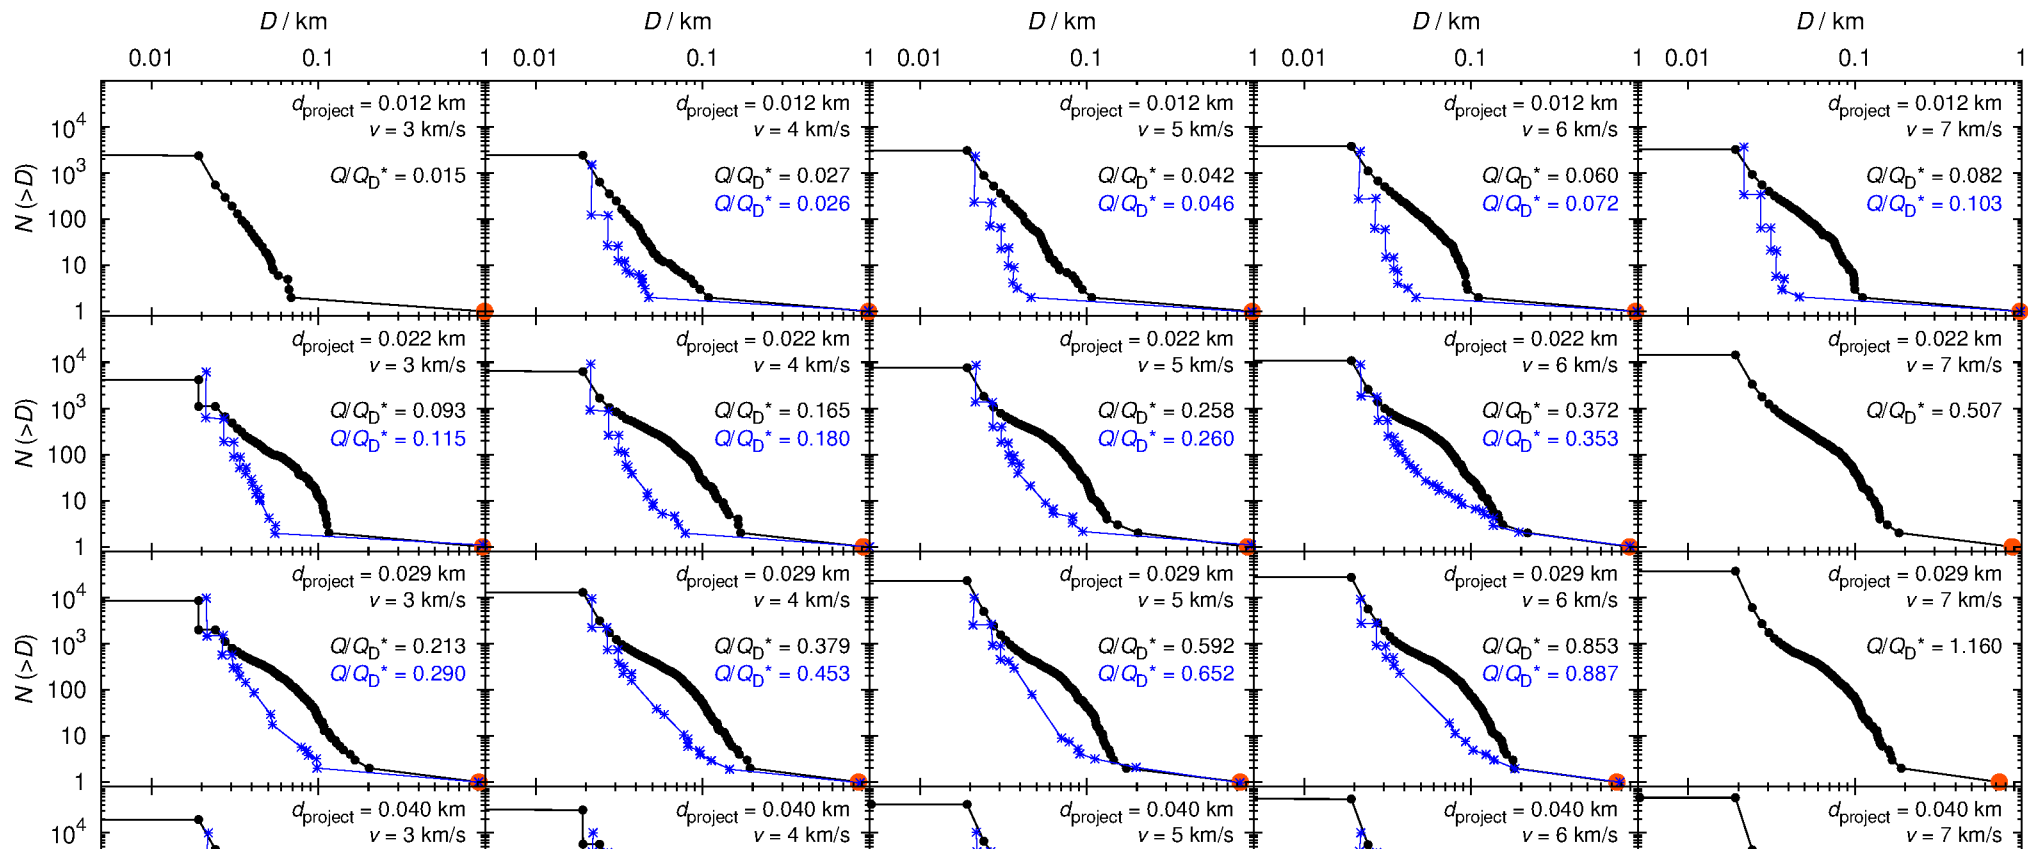 D / km D / km D / km D / km D / km
0.01 0.1 1 0.01 0.1 1 0.01 0.1 1 0.01 0.1 1 0.01 0.1 1
N (>D)
10^4
10^3
100
10
1
d_project = 0.012 km
v = 3 km/s
Q/Q_D* = 0.015
d_project = 0.012 km
v = 4 km/s
Q/Q_D* = 0.027
Q/Q_D* = 0.026
d_project = 0.012 km
v = 5 km/s
Q/Q_D* = 0.042
Q/Q_D* = 0.046
d_project = 0.012 km
v = 6 km/s
Q/Q_D* = 0.060
Q/Q_D* = 0.072
d_project = 0.012 km
v = 7 km/s
Q/Q_D* = 0.082
Q/Q_D* = 0.103
N (>D)
10^4
10^3
100
10
1
d_project = 0.022 km
v = 3 km/s
Q/Q_D* = 0.093
Q/Q_D* = 0.115
d_project = 0.022 km
v = 4 km/s
Q/Q_D* = 0.165
Q/Q_D* = 0.180
d_project = 0.022 km
v = 5 km/s
Q/Q_D* = 0.258
Q/Q_D* = 0.260
d_project = 0.022 km
v = 6 km/s
Q/Q_D* = 0.372
Q/Q_D* = 0.353
d_project = 0.022 km
v = 7 km/s
Q/Q_D* = 0.507
N (>D)
10^4
10^3
100
10
1
d_project = 0.029 km
v = 3 km/s
Q/Q_D* = 0.213
Q/Q_D* = 0.290
d_project = 0.029 km
v = 4 km/s
Q/Q_D* = 0.379
Q/Q_D* = 0.453
d_project = 0.029 km
v = 5 km/s
Q/Q_D* = 0.592
Q/Q_D* = 0.652
d_project = 0.029 km
v = 6 km/s
Q/Q_D* = 0.853
Q/Q_D* = 0.887
d_project = 0.029 km
v = 7 km/s
Q/Q_D* = 1.160
10^4
d_project = 0.040 km
v = 3 km/s
d_project = 0.040 km
v = 4 km/s
d_project = 0.040 km
v = 5 km/s
d_project = 0.040 km
v = 6 km/s
d_project = 0.040 km
v = 7 km/s